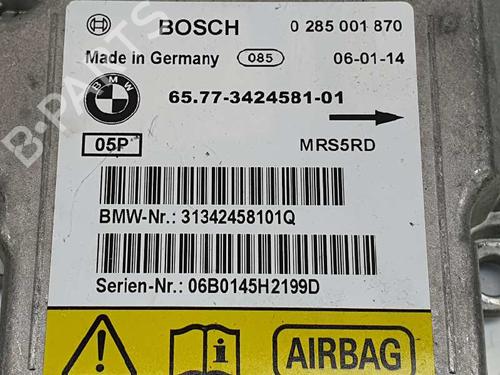 BOSCH 0 285 001 870
Made in Germany 085 06-01-14
BMW
65.77-3424581-01
05P MRS5RD
BMW-Nr.: 31342458101Q
Serien-Nr.: 06B0145H2199D
AIRBAG
B-PARTS